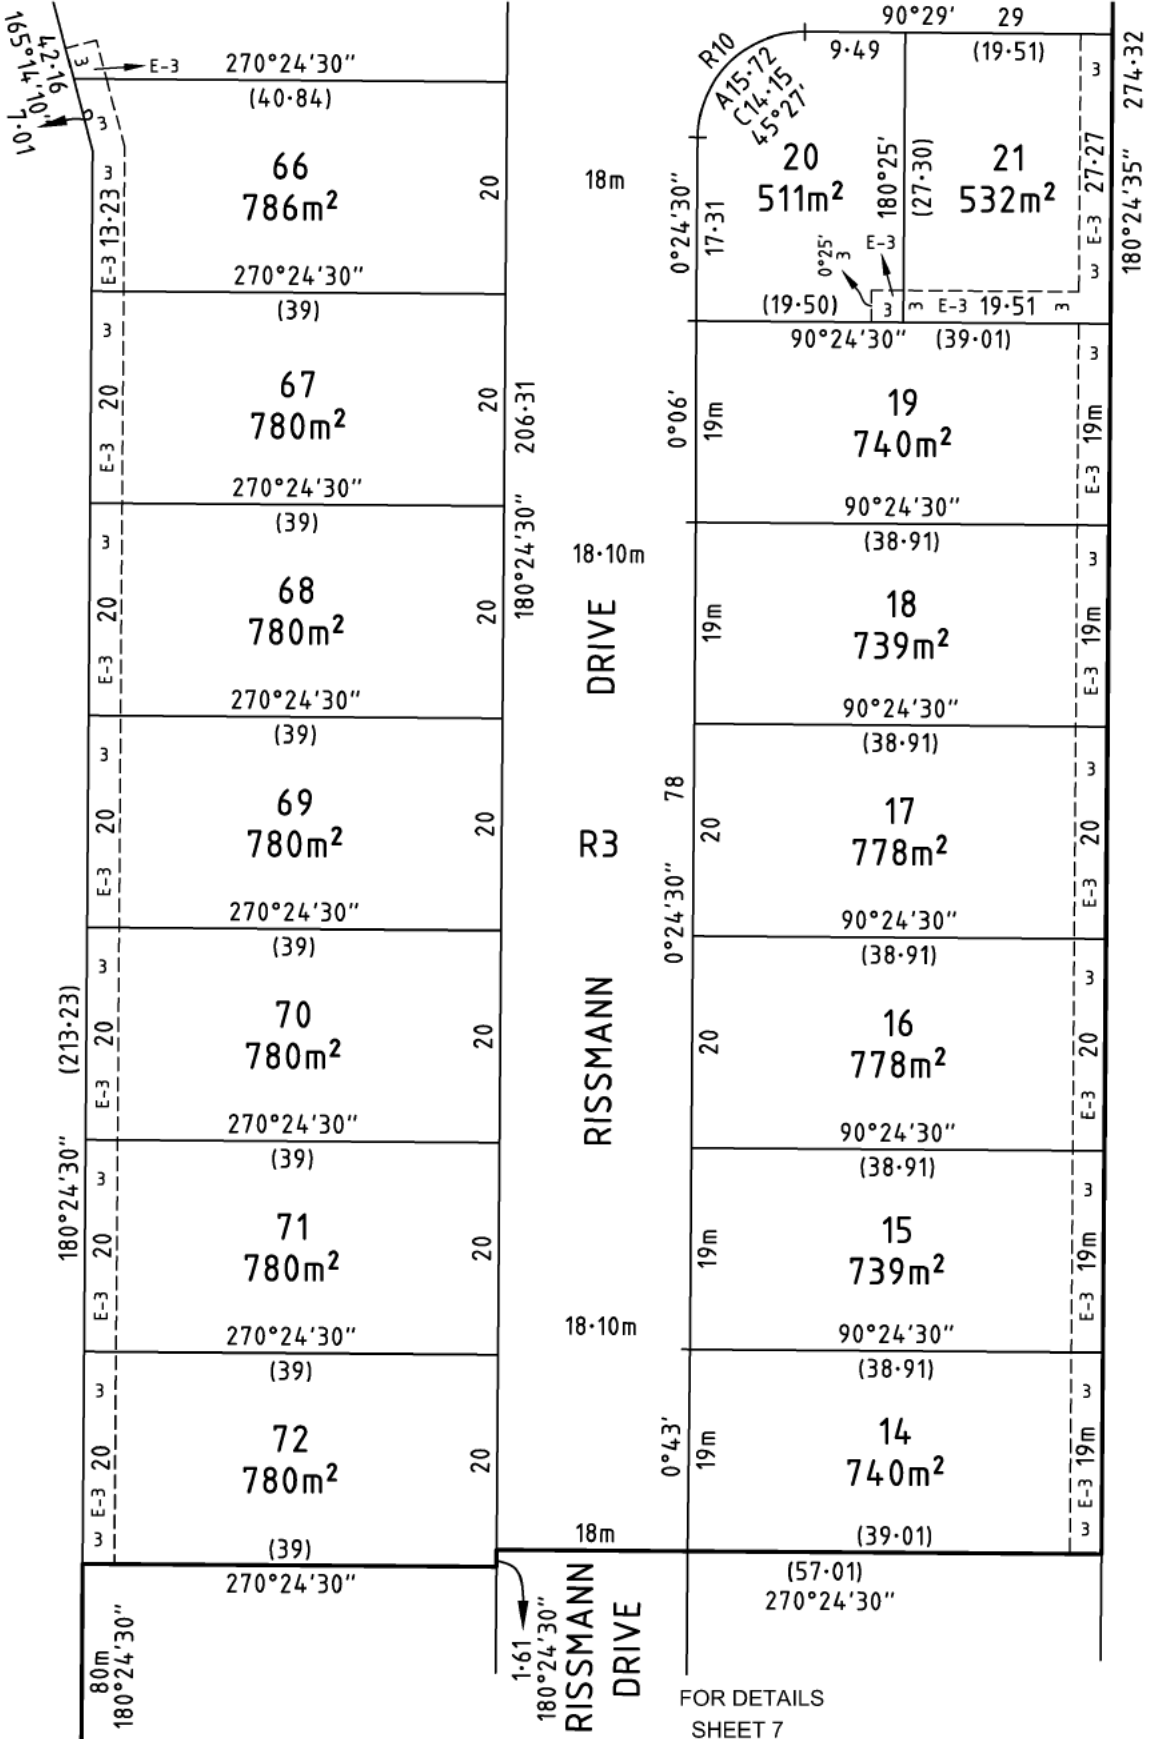 90°29' 29
165°14'10"
42·16
7·01
3
E-3
270°24'30"
(40·84)
3
R10
A15·72
C14·15
45°27'
9·49
(19·51)
3
274·32
3
66
786m²
20
18m
20
511m²
180°25'
(27·30)
21
532m²
27·27
180°24'35"
E-3
13·23
E-3
0°24'30"
17·31
0°25'
3
E-3
3
270°24'30"
(39)
(19·50)
3
3
E-3
19·51
3
90°24'30"
(39·01)
3
3
67
780m²
20
20
E-3
206·31
0°06'
19m
19
740m²
19m
E-3
270°24'30"
(39)
90°24'30"
(38·91)
3
180°24'30"
18·10m
3
68
780m²
20
20
E-3
DRIVE
19m
18
739m²
19m
E-3
270°24'30"
(39)
90°24'30"
(38·91)
3
3
69
780m²
20
20
E-3
R3
78
0°24'30"
20
17
778m²
20
E-3
270°24'30"
(39)
90°24'30"
(38·91)
3
3
(213·23)
180°24'30"
70
780m²
20
20
E-3
RISSMANN
20
16
778m²
20
E-3
270°24'30"
(39)
90°24'30"
(38·91)
3
3
71
780m²
20
20
E-3
19m
15
739m²
19m
E-3
18·10m
270°24'30"
(39)
90°24'30"
(38·91)
3
3
72
780m²
20
20
E-3
3
0°43'
19m
14
740m²
19m
E-3
3
18m
(39)
(39·01)
270°24'30"
(57·01)
270°24'30"
80m
180°24'30"
1·61
180°24'30"
RISSMANN
DRIVE
FOR DETAILS
SHEET 7